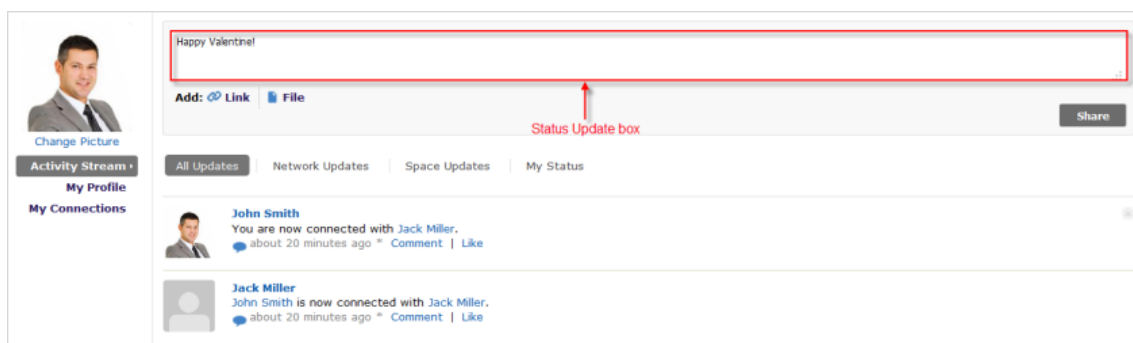 Happy Valentine!
Add: Link File
Status Update box
Share
Change Picture
Activity Stream
My Profile
My Connections
All Updates Network Updates Space Updates My Status
John Smith
You are now connected with Jack Miller.
about 20 minutes ago * Comment | Like
Jack Miller
John Smith is now connected with Jack Miller.
about 20 minutes ago * Comment | Like